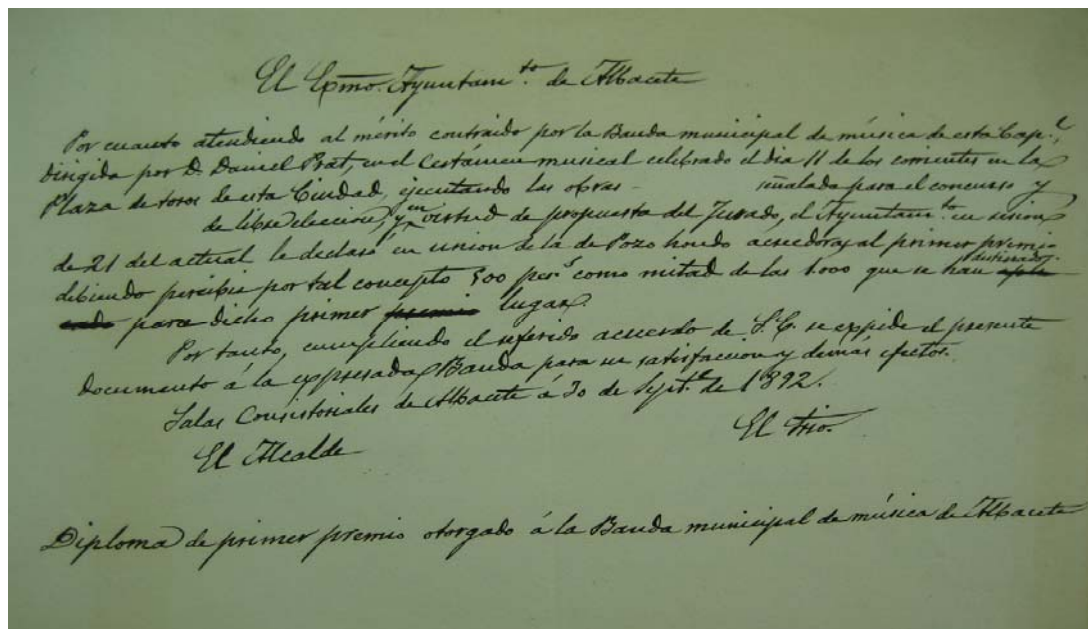 El Exmo. Ayuntam.to de Albacete
Por cuanto atendiendo al mérito contraido por la Banda municipal de música de esta Cap.l,
dirigida por D. Daniel Prat, en el Certámen musical celebrado el dia 11 de los corrientes en la
Plaza de toros de esta Ciudad, ejecutando las obras - señalada para el concurso y
de libre eleccion, y en virtud de propuesta del Jurado, el Ayuntam.to en sesion
de 21 del actual le declaró en union de la de Pozo hondo acreedora al primer premio
debiendo percibir por tal concepto 500 pes.s como mitad de las 1.000 que se han destinado
para dicho primer premio lugar.
Por tanto, cumpliendo el referido acuerdo de S.E. se expide el presente
documento á la expresada Banda para su satisfaccion y demás efectos.
Salas Consistoriales de Albacete á 30 de Sept.e de 1892.
El Alcalde El Srio.
Diploma de primer premio otorgado á la Banda municipal de música de Albacete